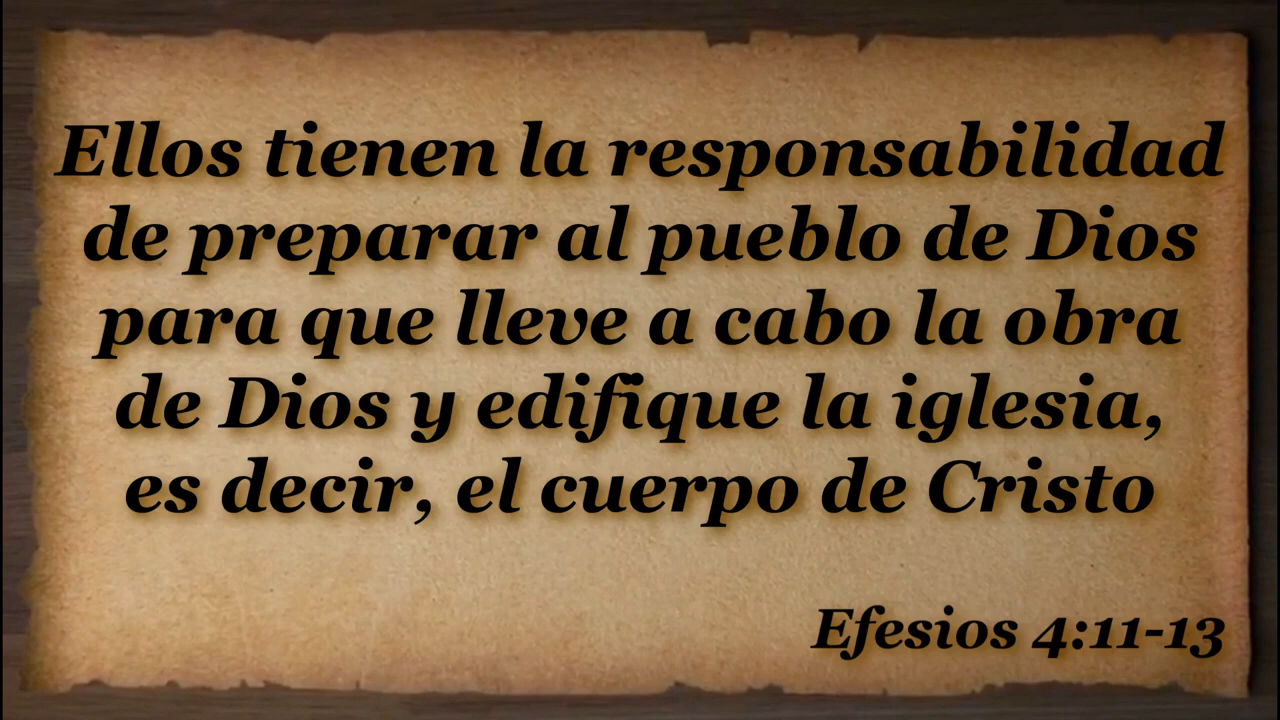 Ellos tienen la responsabilidad
de preparar al pueblo de Dios
para que lleve a cabo la obra
de Dios y edifique la iglesia,
es decir, el cuerpo de Cristo
Efesios 4:11-13